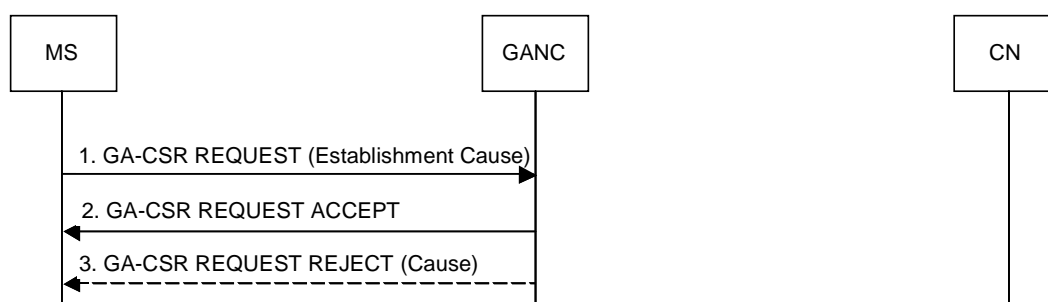 MS
GANC
CN
1. GA-CSR REQUEST (Establishment Cause)
2. GA-CSR REQUEST ACCEPT
3. GA-CSR REQUEST REJECT (Cause)